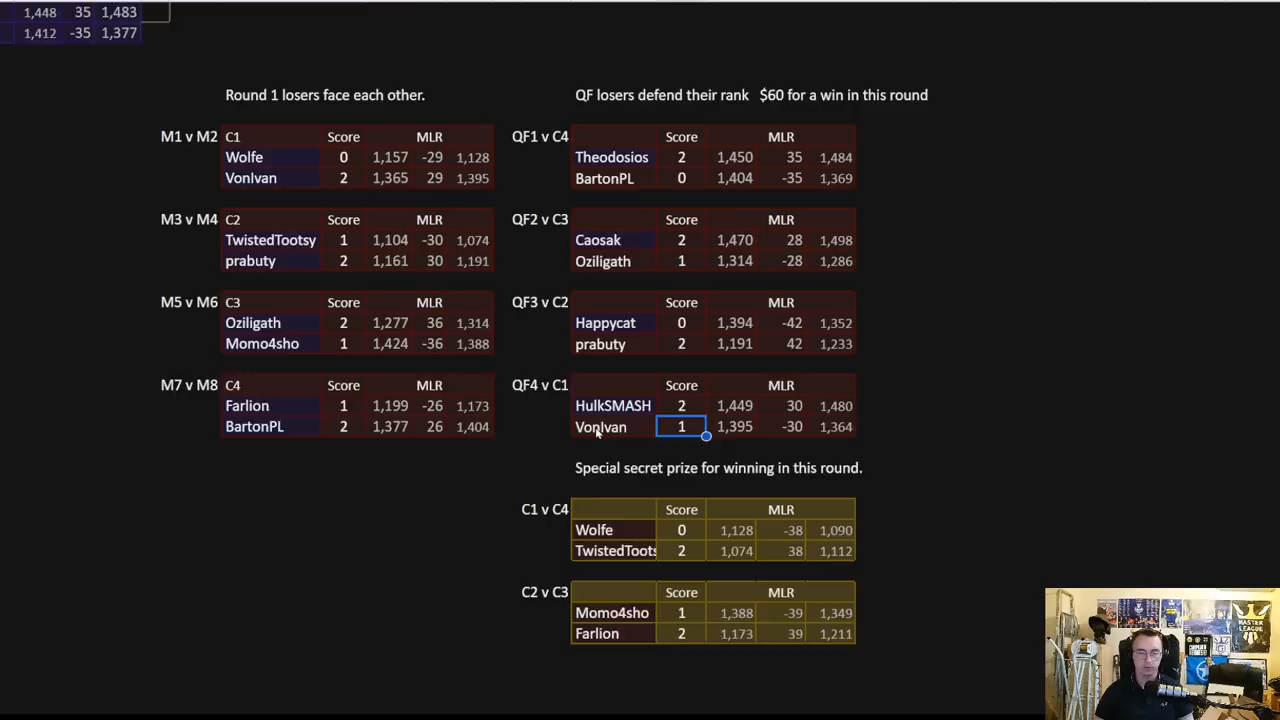 1,448 35 1,483
1,412 -35 1,377
Round 1 losers face each other.
M1 v M2 C1 Score MLR
Wolfe 0 1,157 -29 1,128
VonIvan 2 1,365 29 1,395
M3 v M4 C2 Score MLR
TwistedTootsy 1 1,104 -30 1,074
prabuty 2 1,161 30 1,191
M5 v M6 C3 Score MLR
Oziligath 2 1,277 36 1,314
Momo4sho 1 1,424 -36 1,388
M7 v M8 C4 Score MLR
Farlion 1 1,199 -26 1,173
BartonPL 2 1,377 26 1,404
QF losers defend their rank $60 for a win in this round
QF1 v C4 Score MLR
Theodosios 2 1,450 35 1,484
BartonPL 0 1,404 -35 1,369
QF2 v C3 Score MLR
Caosak 2 1,470 28 1,498
Oziligath 1 1,314 -28 1,286
QF3 v C2 Score MLR
Happycat 0 1,394 -42 1,352
prabuty 2 1,191 42 1,233
QF4 v C1 Score MLR
HulkSMASH 2 1,449 30 1,480
VonIvan 1 1,395 -30 1,364
Special secret prize for winning in this round.
C1 v C4 Score MLR
Wolfe 0 1,128 -38 1,090
TwistedToots 2 1,074 38 1,112
C2 v C3 Score MLR
Momo4sho 1 1,388 -39 1,349
Farlion 2 1,173 39 1,211
MASTER
LEAGUE